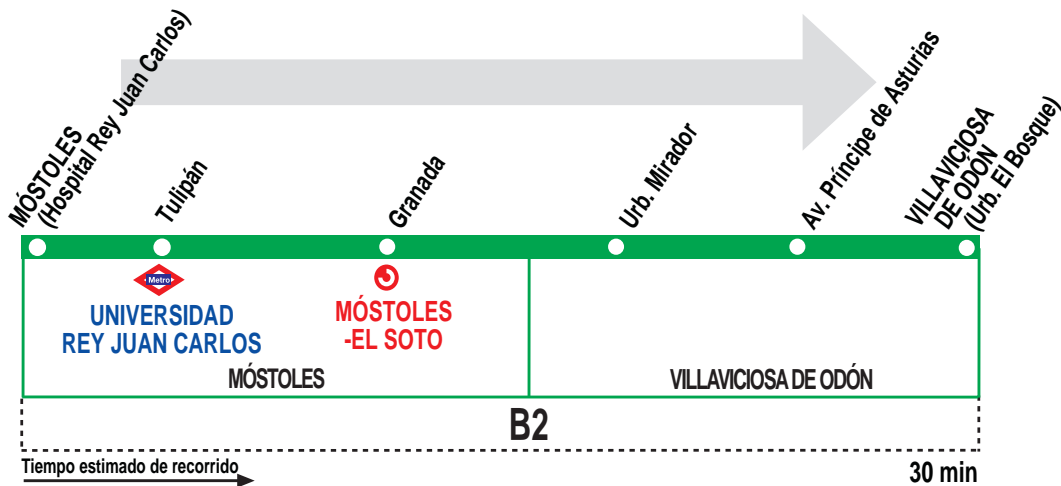 MÓSTOLES
(Hospital Rey Juan Carlos)
Tulipán
Granada
Urb. Mirador
Av. Príncipe de Asturias
VILLAVICIOSA
DE ODÓN
(Urb. El Bosque)
Metro
UNIVERSIDAD
REY JUAN CARLOS
MÓSTOLES
-EL SOTO
MÓSTOLES
VILLAVICIOSA DE ODÓN
B2
Tiempo estimado de recorrido
30 min